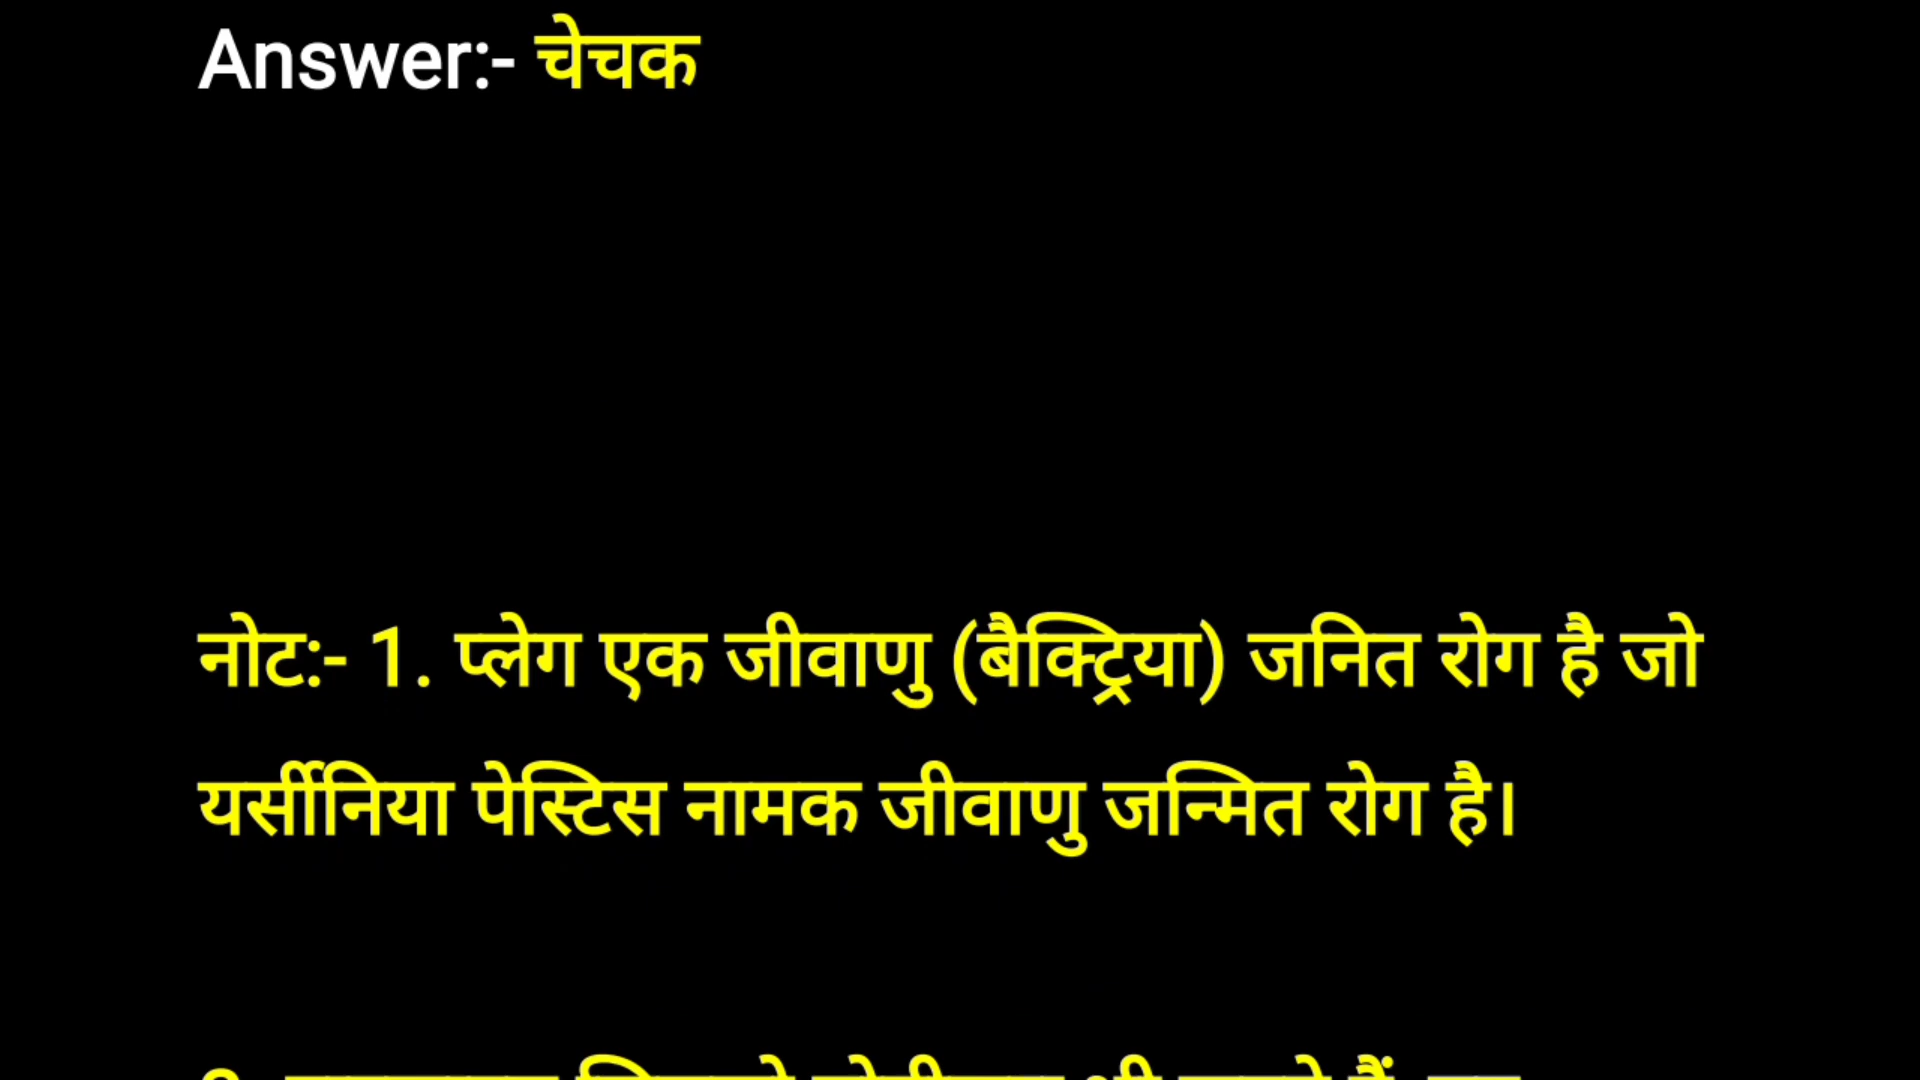 Answer:- चेचक
नोट:- 1. प्लेग एक जीवाणु (बैक्ट्रिया) जनित रोग है जो
यर्सीनिया पेस्टिस नामक जीवाणु जन्मित रोग है।